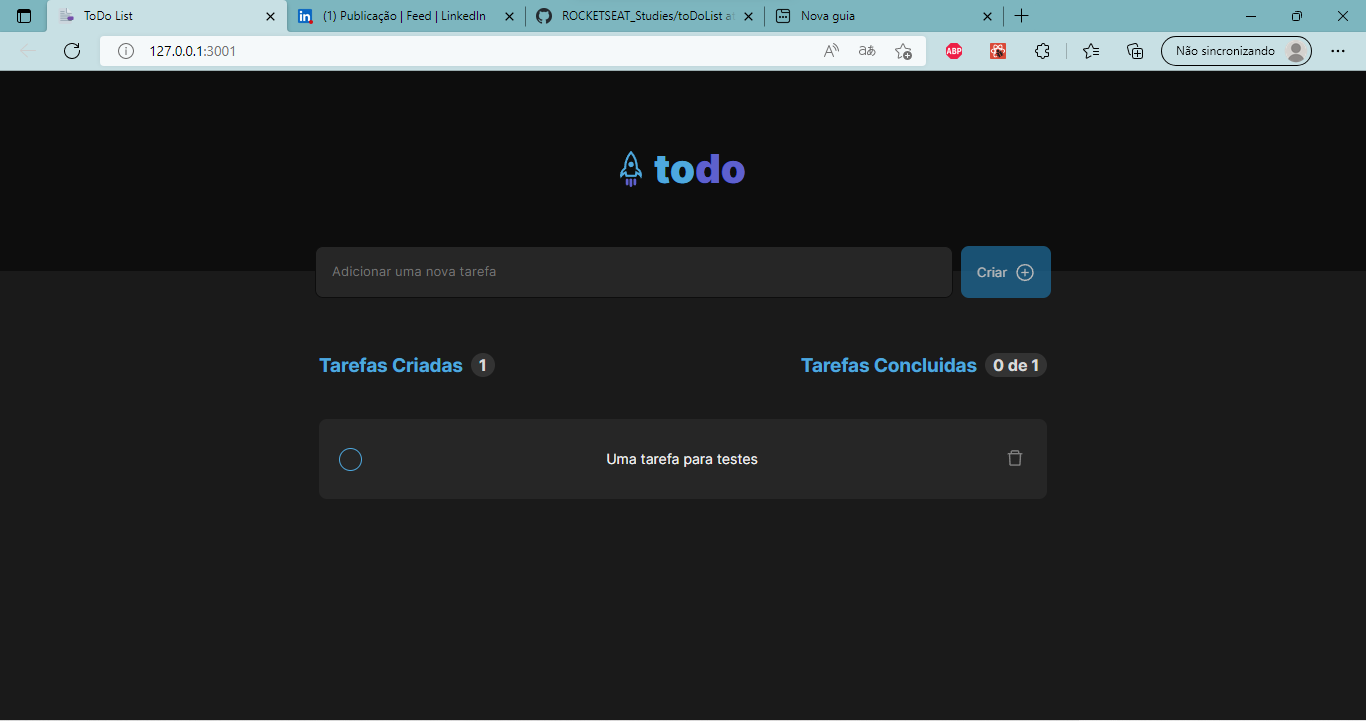 ToDo List
(1) Publicação | Feed | LinkedIn
ROCKETSEAT_Studies/toDoList at
Nova guia
127.0.0.1:3001
ABP
Não sincronizando
todo
Adicionar uma nova tarefa
Criar
Tarefas Criadas 1
Tarefas Concluidas 0 de 1
Uma tarefa para testes